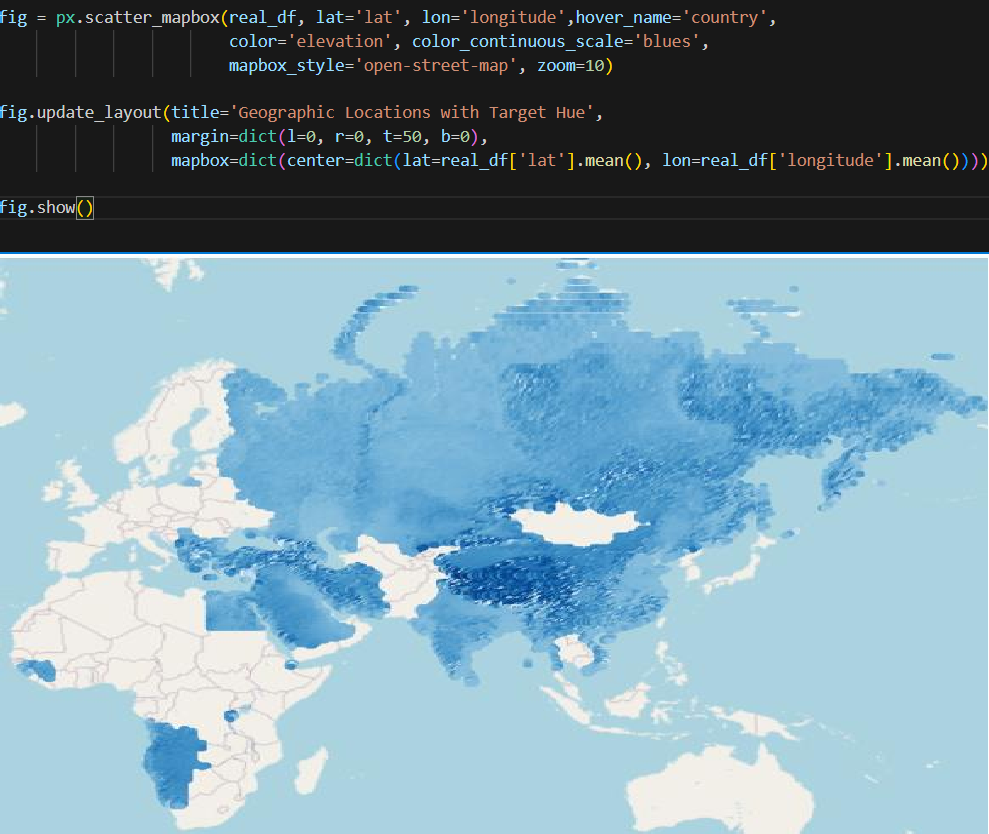 fig = px.scatter_mapbox(real_df, lat='lat', lon='longitude',hover_name='country',
color='elevation', color_continuous_scale='blues',
mapbox_style='open-street-map', zoom=10)
fig.update_layout(title='Geographic Locations with Target Hue',
margin=dict(l=0, r=0, t=50, b=0),
mapbox=dict(center=dict(lat=real_df['lat'].mean(), lon=real_df['longitude'].mean())))
fig.show()